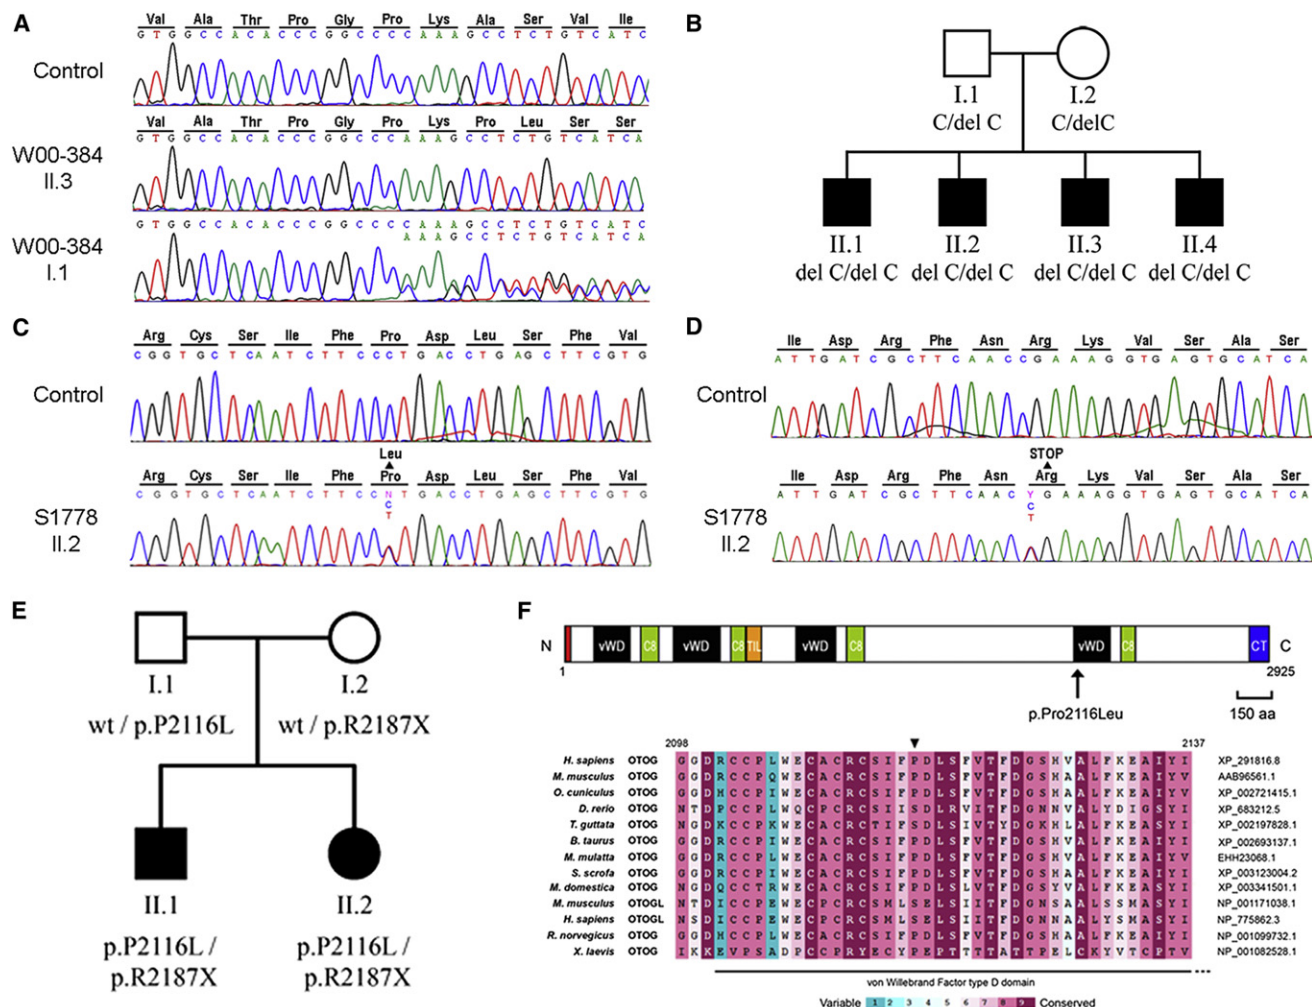 A
Val Ala Thr Pro Gly Pro Lys Ala Ser Val Ile
G T G G C C A C A C C C G G C C C C A A A G C C T C T G T C A T C
Control
Val Ala Thr Pro Gly Pro Lys Pro Leu Ser Ser
G T G G C C A C A C C C G G C C C A A A G C C T C T G T C A T C A
W00-384
II.3
G T G G C C A C A C C C G G C C C C A A A G C C T C T G T C A T C
A A A G C C T C T G T C A T C A
W00-384
I.1
B
I.1 I.2
C/del C C/delC
II.1 II.2 II.3 II.4
del C/del C del C/del C del C/del C del C/del C
C
Arg Cys Ser Ile Phe Pro Asp Leu Ser Phe Val
C G G T G C T C A A T C T T C C C T G A C C T G A G C T T C G T G
Control
Leu
Arg Cys Ser Ile Phe Pro Asp Leu Ser Phe Val
C G G T G C T C A A T C T T C C N T G A C C T G A G C T T C G T G
C
T
S1778
II.2
D
Ile Asp Arg Phe Asn Arg Lys Val Ser Ala Ser
A T T G A T C G C T T C A A C C G A A A G G T G A G T G C A T C A
Control
STOP
Ile Asp Arg Phe Asn Arg Lys Val Ser Ala Ser
A T T G A T C G C T T C A A C Y G A A A G G T G A G T G C A T C A
C
T
S1778
II.2
E
I.1 I.2
wt / p.P2116L wt / p.R2187X
II.1 II.2
p.P2116L / p.P2116L /
p.R2187X p.R2187X
F
N vWD C8 vWD C8 TIL vWD C8 vWD C8 CT C
1 2925
p.Pro2116Leu 150 aa
2098 2137
H. sapiens OTOG G G D R C C P L W E C A C R C S I F P D L S F V T F D G S H V A L F K E A I Y I XP_291816.8
M. musculus OTOG G G D R C C P Q W E C A C R C S I F P D L S F V T F D G S H A A L F K E A I Y V AAB96561.1
O. cuniculus OTOG G G D H C C P I W E C A C R C S I F P D L S F V T F D G S H A A L F K E A I Y V XP_002721415.1
D. rerio OTOG N T D P C C P L W Q C P C R C S I I S D L R V I T F D G N N V A L Y D I E A S Y I XP_683212.5
T. guttata OTOG N G D K C C P K W E C A C R C T I F S D L S I V T Y D G K H L A L F K E A S Y I XP_002197828.1
B. taurus OTOG G G D R C C P I W E C A C R C S I F P D L S F V T F D G S H A A L F K E A I Y I XP_002693137.1
M. mulatta OTOG G G D R C C P L W E C A C R C S I F P D L S F V T F D G S H V A L F K E A I Y V EHH23068.1
S. scrofa OTOG G G D R C C P I W E C A C R C S I F P D L S F V T F D G S H A A L F K E A I Y I XP_003123004.2
M. domestica OTOG N G D Q C C T R W E C A C R C S I F P D L N F V T F D G S Y V A L F K E A S Y I XP_003341501.1
M. musculus OTOGL N T D I C C P E W E C P C R C S M L S E L S I I T F D G N N A A L Y S M A S Y I NP_001171038.1
H. sapiens OTOGL N S D I C C P E W E C P C R C S M L S E L S I I T F D G N N A A L Y S M A S Y I NP_775862.3
R. norvegicus OTOG G G D H C C P L W E C A C R C S I F P D L S F V T F D G S H A A L F K E A I Y I NP_001099732.1
X. laevis OTOG I K K E V P S A D P C C P R Y E C Y P E P T T T A T T P E L C K Y V T C P T V NP_001082528.1
von Willebrand Factor type D domain
Variable 1 2 3 4 5 6 7 8 9 Conserved